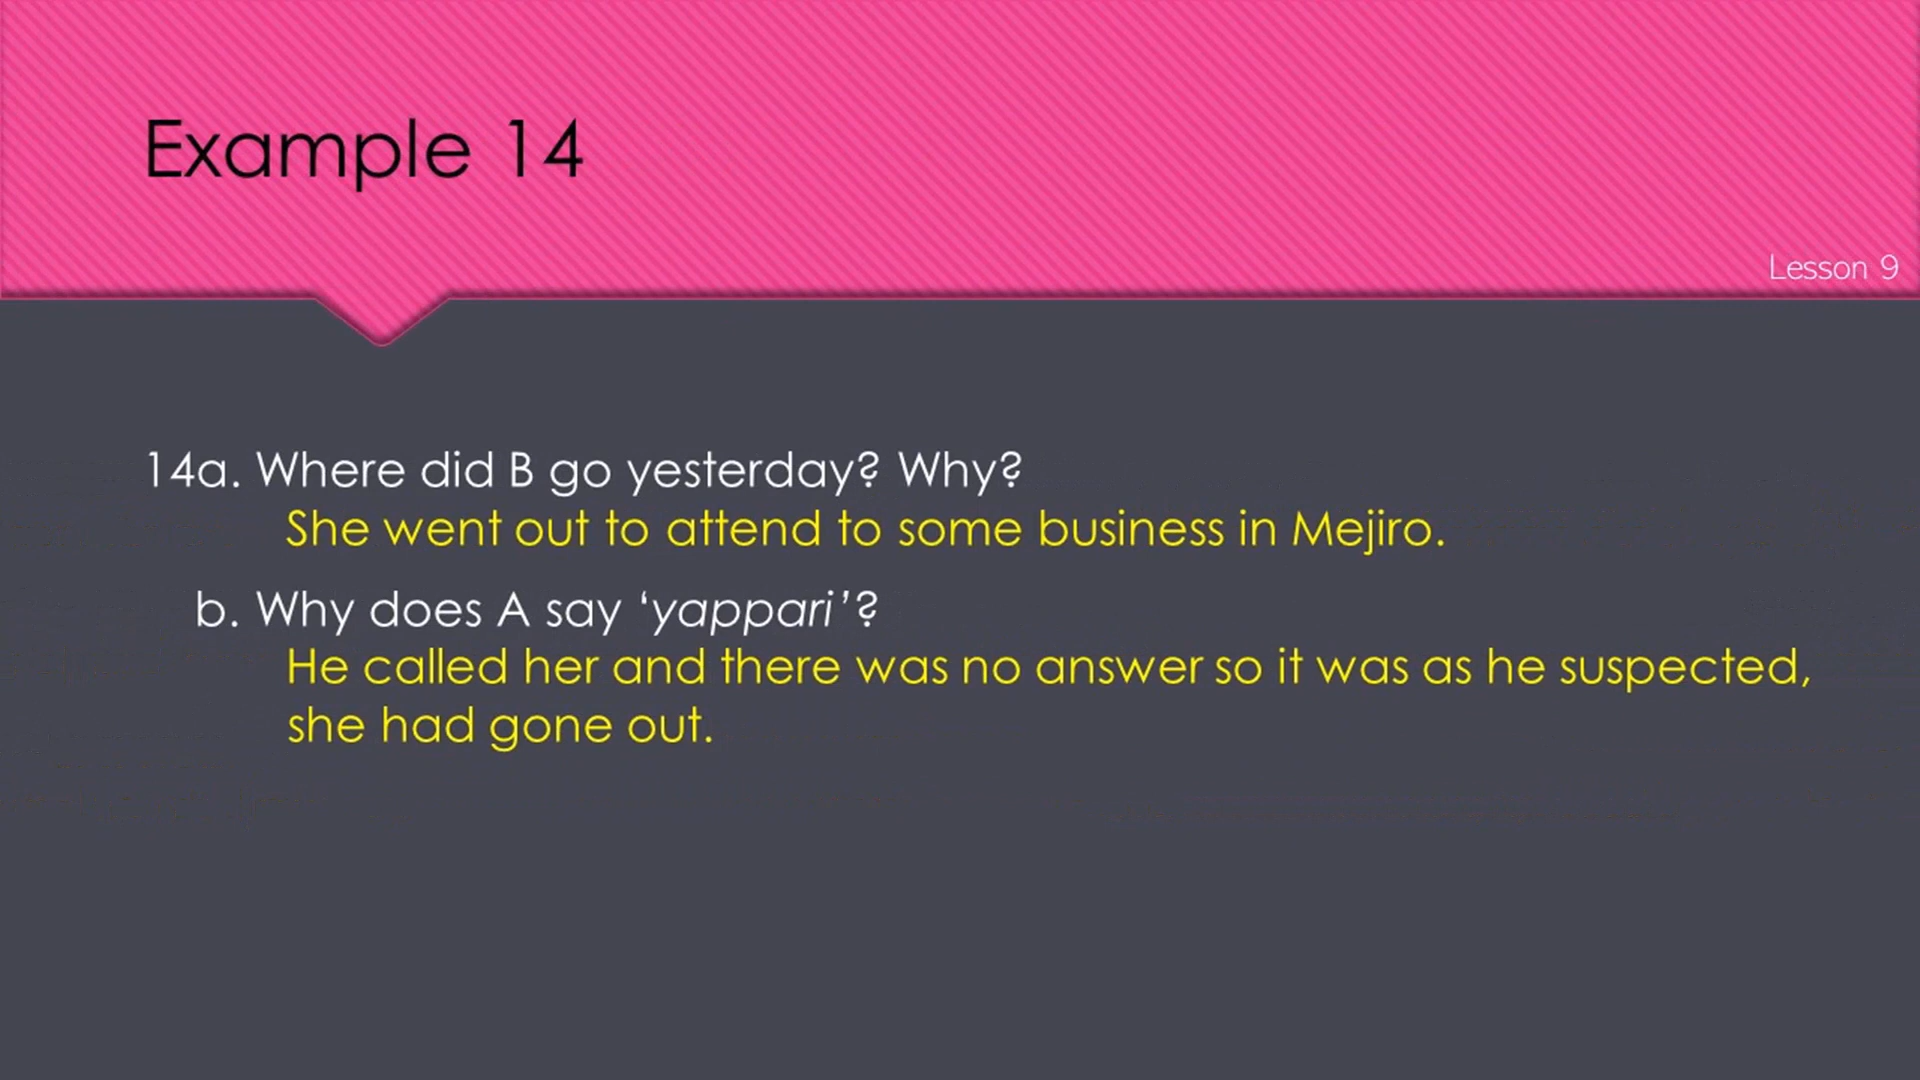 Example 14
Lesson 9
14a. Where did B go yesterday? Why?
She went out to attend to some business in Mejiro.
b. Why does A say ‘yappari’?
He called her and there was no answer so it was as he suspected,
she had gone out.